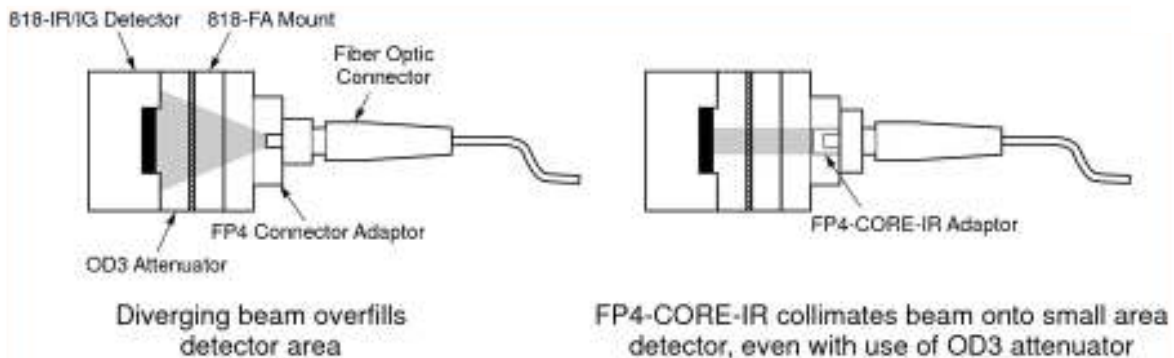 818-IR/IG Detector
818-FA Mount
Fiber Optic
Connector
FP4 Connector Adaptor
OD3 Attenuator
Diverging beam overfills
detector area
FP4-CORE-IR Adaptor
FP4-CORE-IR collimates beam onto small area
detector, even with use of OD3 attenuator